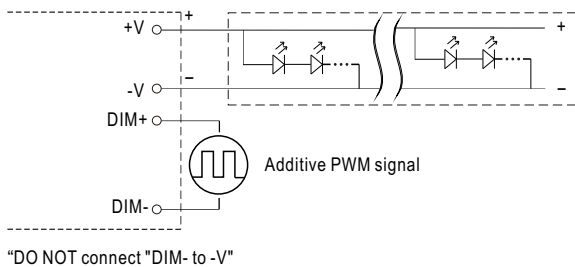 +V
+
+
-V
−
−
DIM+
Additive PWM signal
DIM-
“DO NOT connect "DIM- to -V"